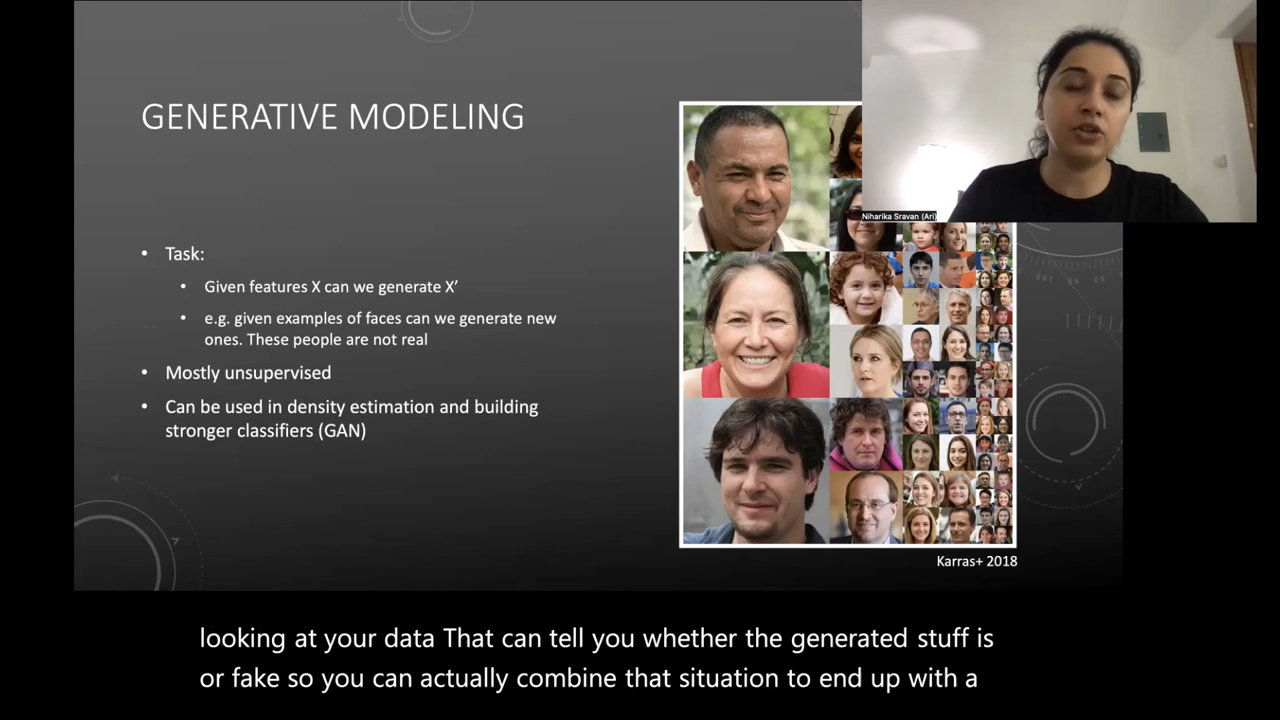 GENERATIVE MODELING
• Task:
• Given features X can we generate X’
• e.g. given examples of faces can we generate new
ones. These people are not real
• Mostly unsupervised
• Can be used in density estimation and building
stronger classifiers (GAN)
Niharika Sravan (Ari)
Karras+ 2018
looking at your data That can tell you whether the generated stuff is
or fake so you can actually combine that situation to end up with a